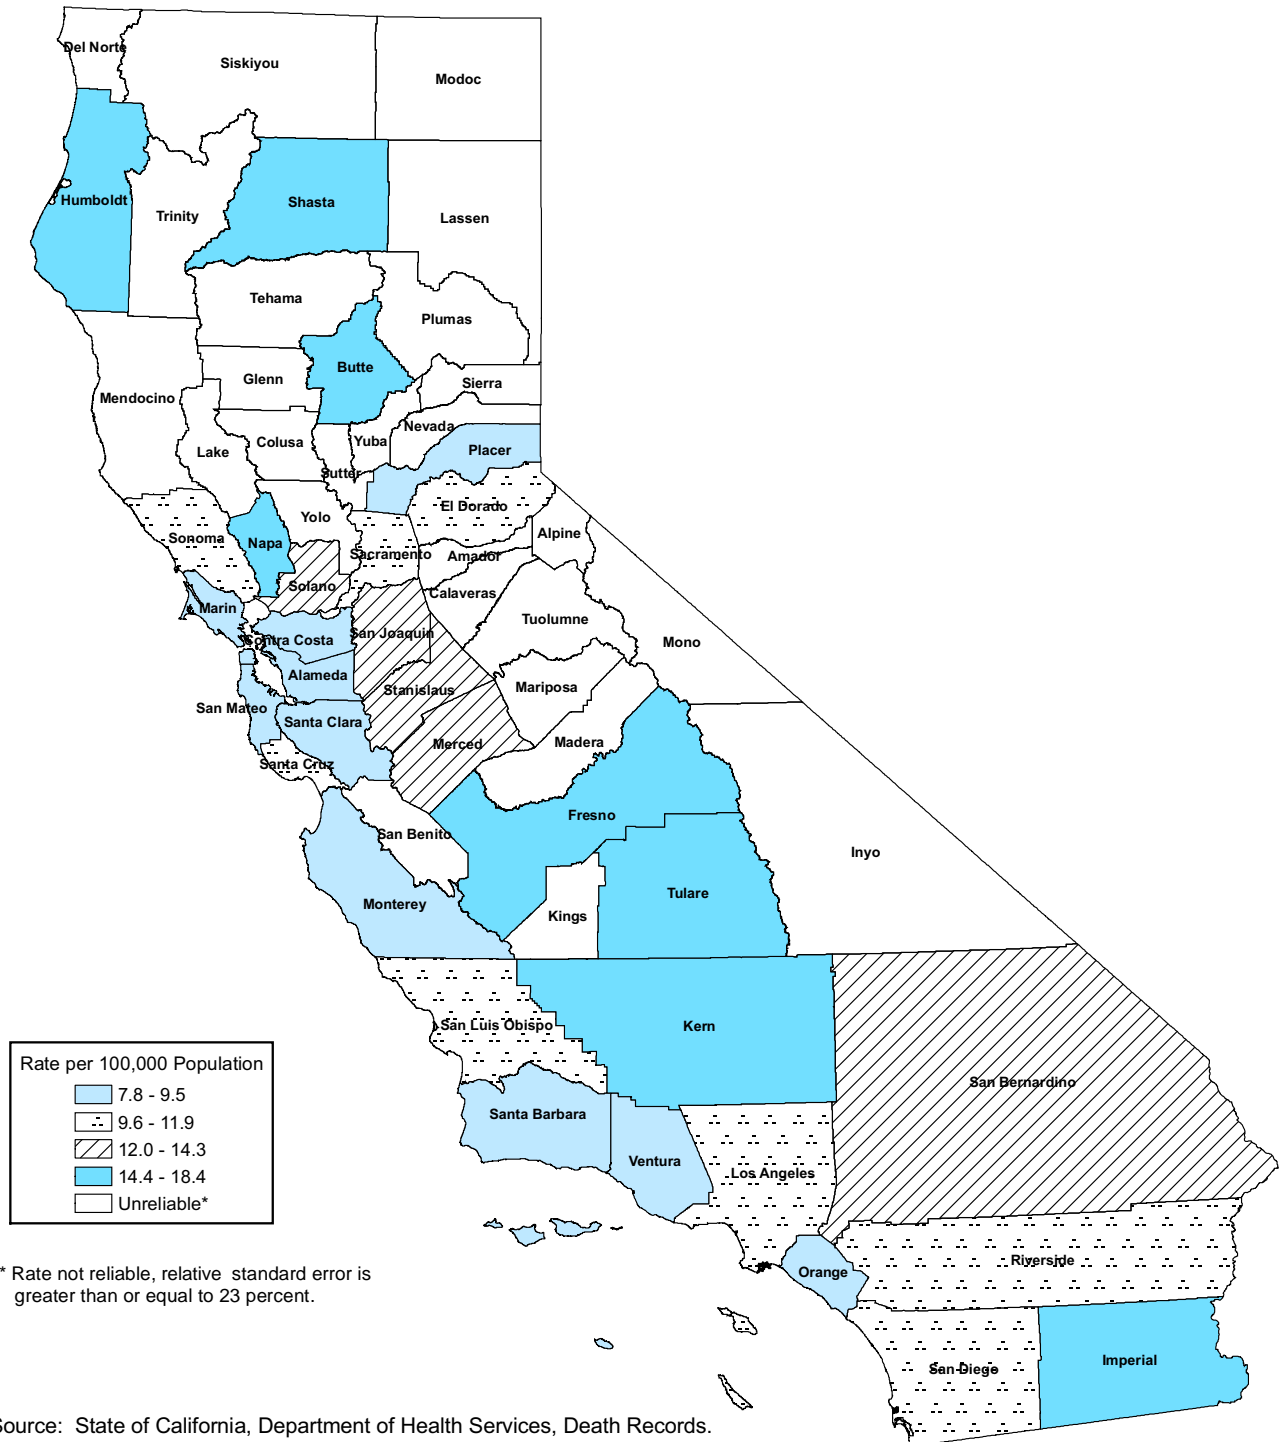 Del Norte
Siskiyou
Modoc
Humboldt
Trinity
Shasta
Lassen
Tehama
Plumas
Butte
Glenn
Sierra
Mendocino
Nevada
Colusa
Yuba
Lake
Placer
Sutter
El Dorado
Yolo
Sonoma
Napa
Alpine
Sacramento
Amador
Solano
Calaveras
Marin
Tuolumne
San Joaquin
Contra Costa
Mono
Alameda
Mariposa
Stanislaus
San Mateo
Santa Clara
Merced
Madera
Santa Cruz
Fresno
San Benito
Inyo
Tulare
Monterey
Kings
San Luis Obispo
Kern
San Bernardino
Santa Barbara
Ventura
Los Angeles
Orange
Riverside
San Diego
Imperial
Rate per 100,000 Population
7.8 - 9.5
9.6 - 11.9
12.0 - 14.3
14.4 - 18.4
Unreliable*
* Rate not reliable, relative standard error is
greater than or equal to 23 percent.
Source: State of California, Department of Health Services, Death Records.